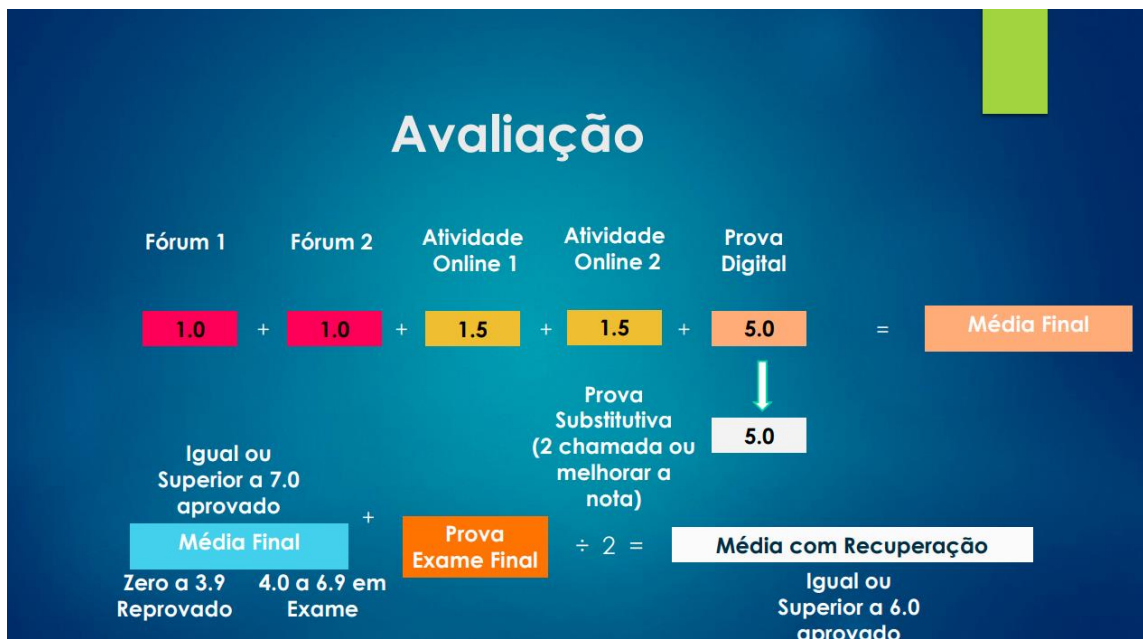 Avaliação
Fórum 1
Fórum 2
Atividade
Online 1
Atividade
Online 2
Prova
Digital
1.0 + 1.0 + 1.5 + 1.5 + 5.0 = Média Final
Prova
Substitutiva
(2 chamada ou
melhorar a
nota)
5.0
Igual ou
Superior a 7.0
aprovado
Média Final
Zero a 3.9
Reprovado
4.0 a 6.9 em
Exame
+
Prova
Exame Final
÷ 2 =
Média com Recuperação
Igual ou
Superior a 6.0
aprovado